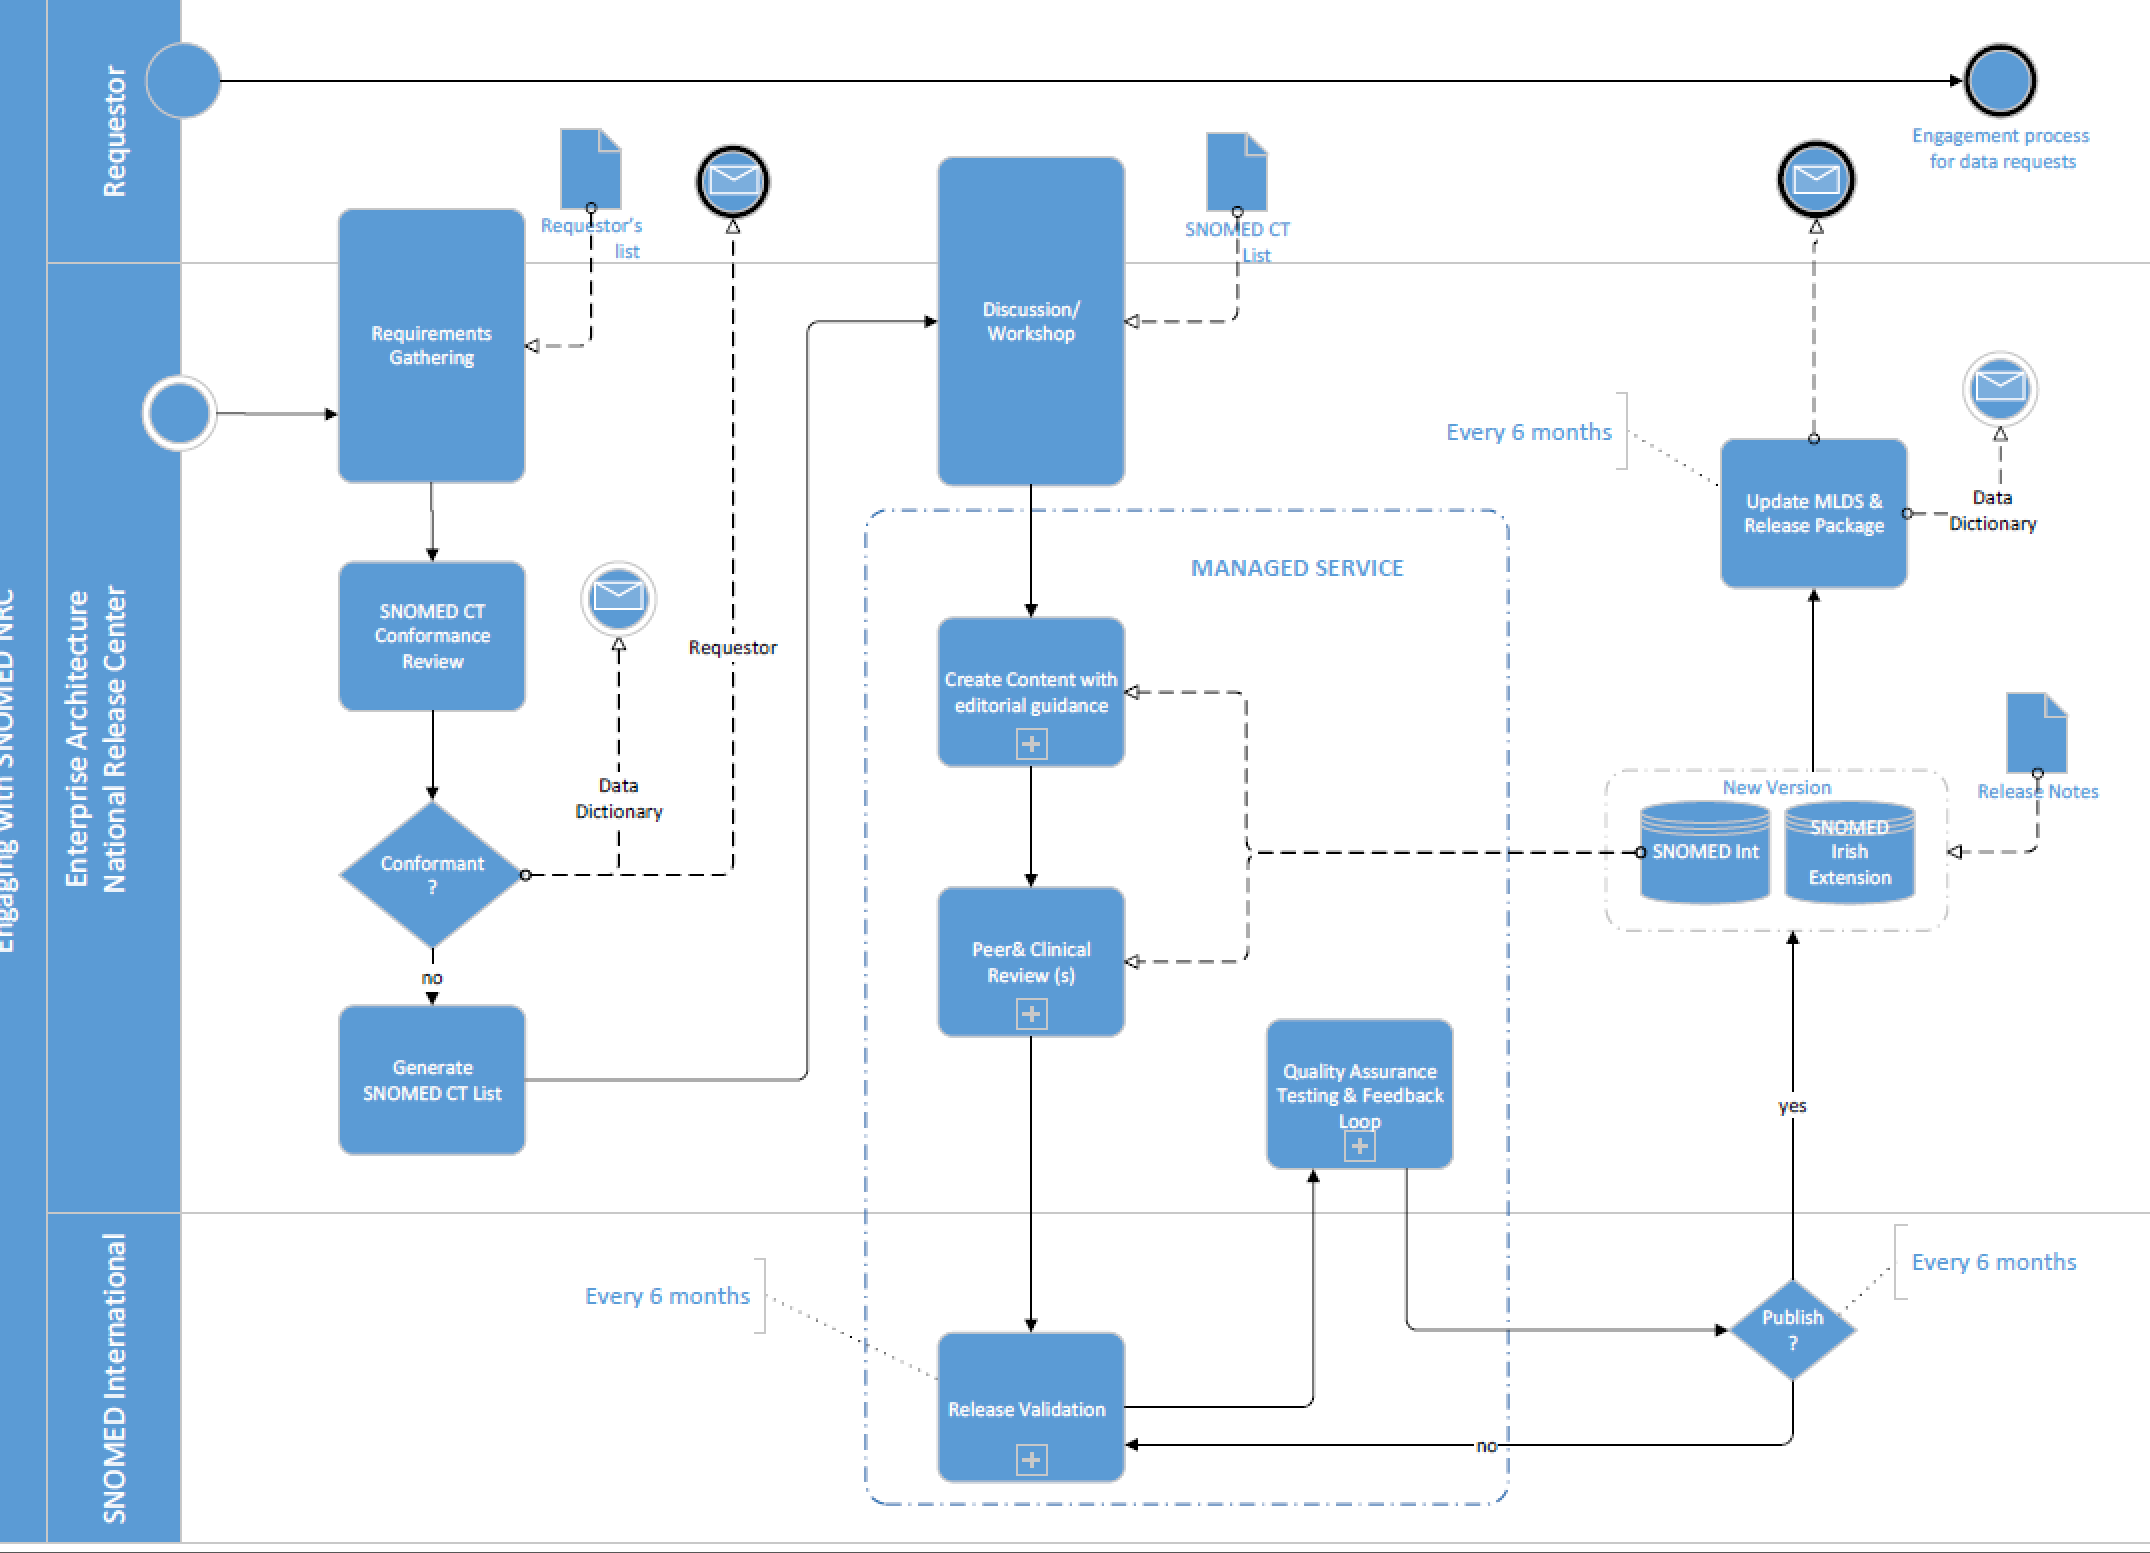 Engaging with SNOMED NRC
Requestor
Enterprise Architecture
National Release Center
SNOMED International
Engagement process
for data requests
Requestor's
list
SNOMED CT
List
Requirements
Gathering
Discussion/
Workshop
Every 6 months
Update MLDS &
Release Package
Data
Dictionary
MANAGED SERVICE
SNOMED CT
Conformance
Review
Requestor
Data
Dictionary
Create Content with
editorial guidance
Conformant
?
no
Generate
SNOMED CT List
Peer& Clinical
Review (s)
New Version
SNOMED Int
SNOMED
Irish
Extension
Release Notes
Quality Assurance
Testing & Feedback
Loop
yes
Every 6 months
Every 6 months
Publish
?
Release Validation
no